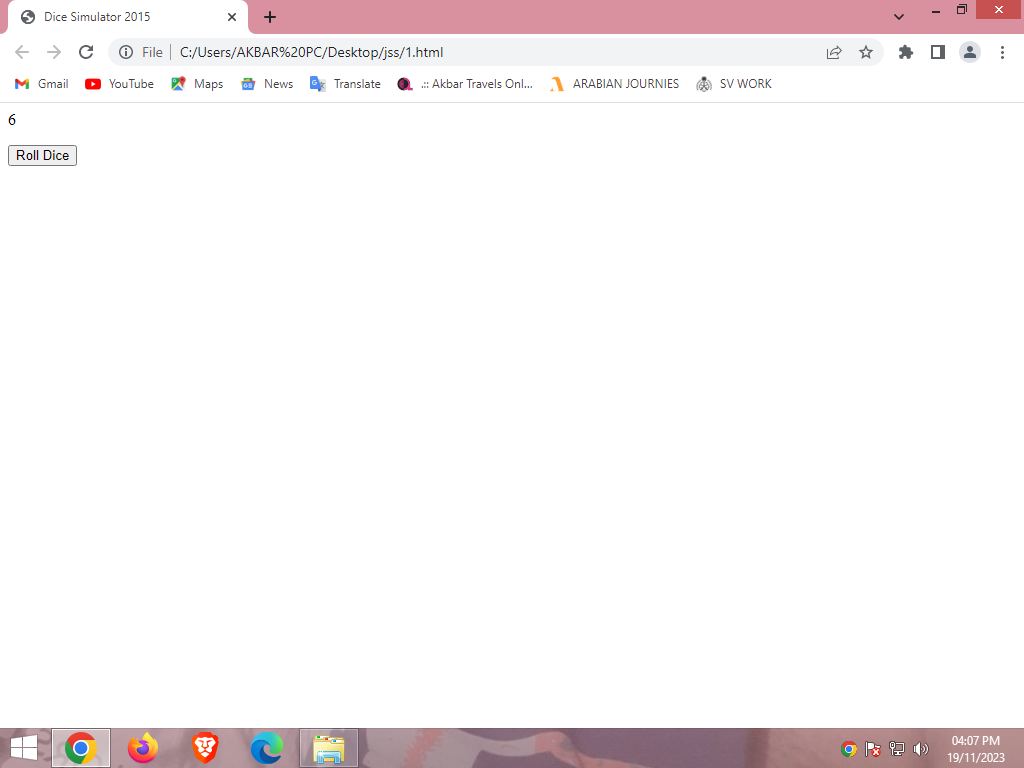 Dice Simulator 2015
File C:/Users/AKBAR%20PC/Desktop/jss/1.html
Gmail YouTube Maps News Translate .:: Akbar Travels Onl... ARABIAN JOURNIES SV WORK
6
Roll Dice
04:07 PM
19/11/2023